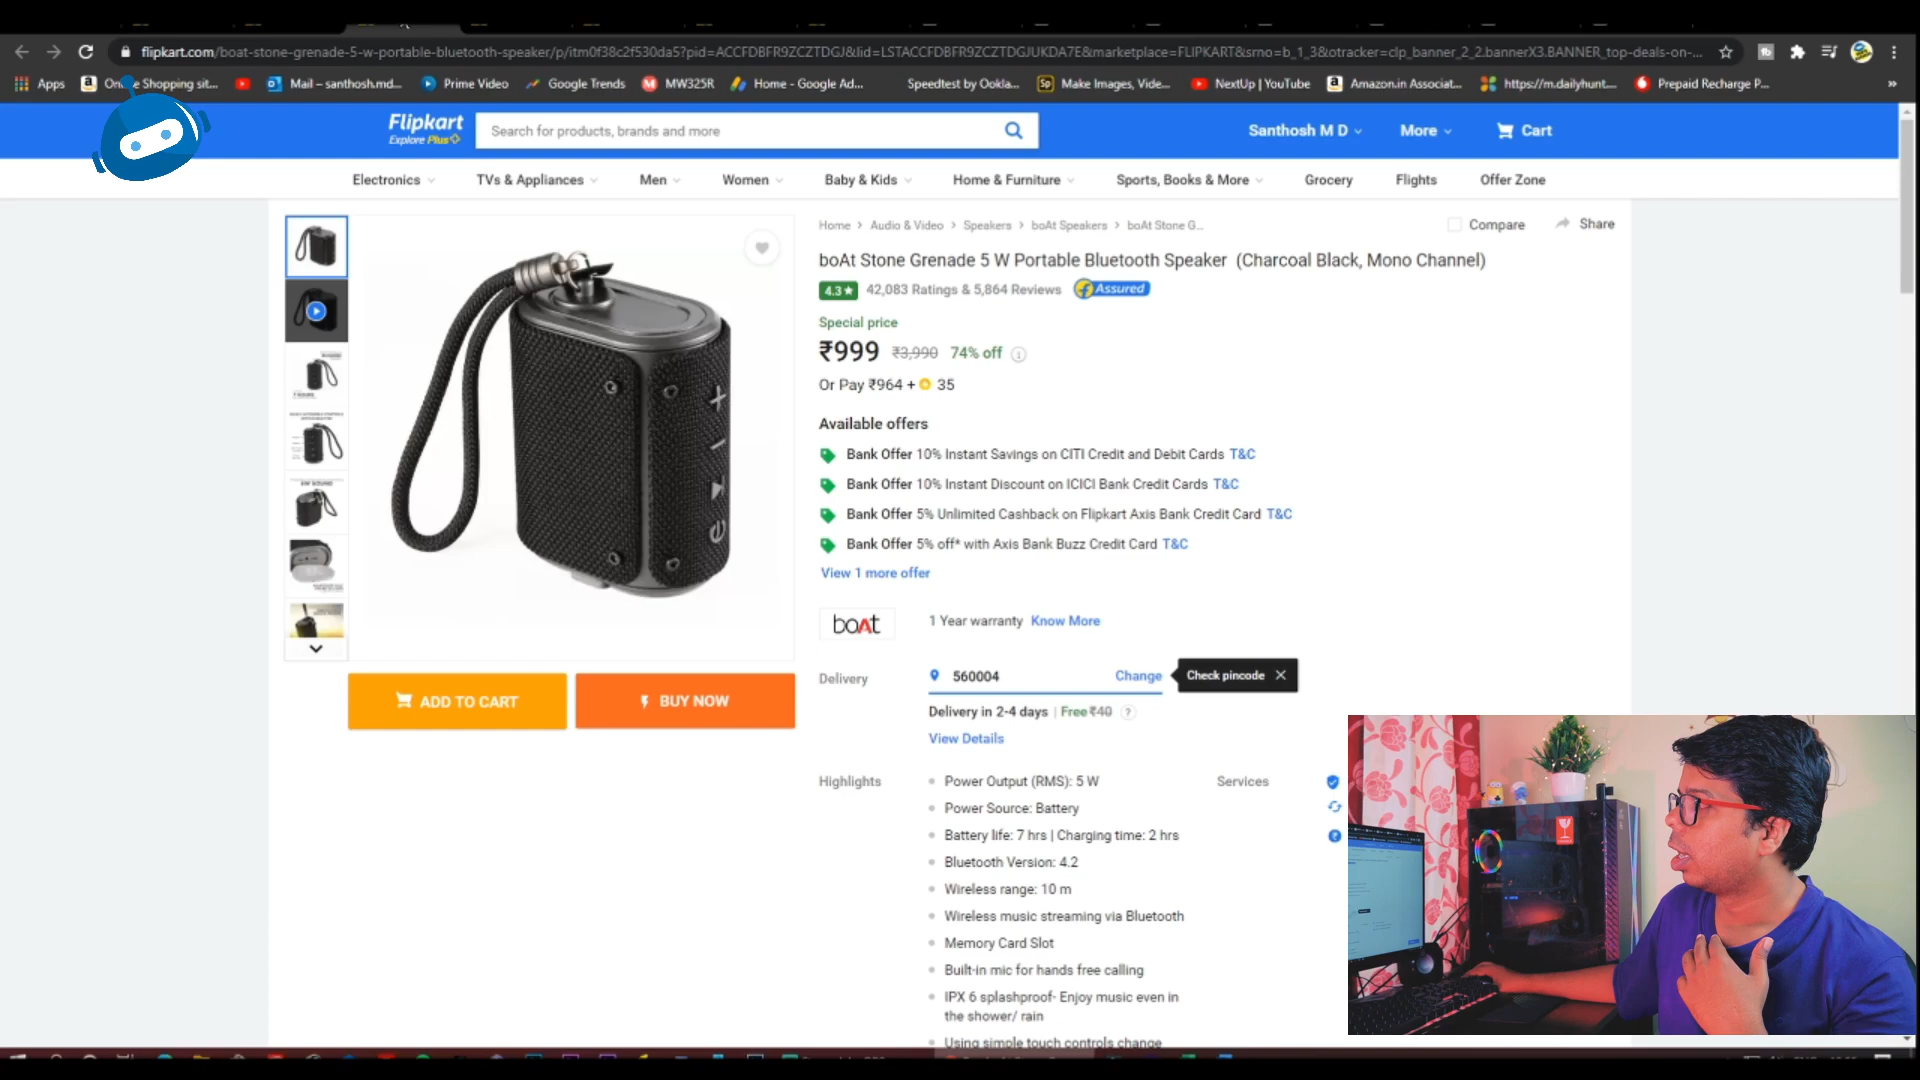 flipkart.com/boat-stone-grenade-5-w-portable-bluetooth-speaker/p/itm0f38c2f530da5?pid=ACCFDBFR9ZCZTDGJ&lid=LSTACCFDBFR9ZCZTDGJUKDA7E&marketplace=FLIPKART&srno=b_1_3&otracker=clp_banner_2_2.bannerX3.BANNER_top-deals-on-...
Apps On ne Shopping sit... Mail – santhosh.md... Prime Video Google Trends MW325R Home - Google Ad... Speedtest by Ookla... Sp Make Images, Vide... NextUp | YouTube Amazon.in Associat... https://m.dailyhunt.... Prepaid Recharge P... »
Flipkart
Explore Plus
Search for products, brands and more
Santhosh M D More Cart
Electronics TVs & Appliances Men Women Baby & Kids Home & Furniture Sports, Books & More Grocery Flights Offer Zone
Home > Audio & Video > Speakers > boAt Speakers > boAt Stone G...
Compare Share
boAt Stone Grenade 5 W Portable Bluetooth Speaker (Charcoal Black, Mono Channel)
4.3★ 42,083 Ratings & 5,864 Reviews Assured
Special price
₹999 ₹3,990 74% off
Or Pay ₹964 + 35
Available offers
Bank Offer 10% Instant Savings on CITI Credit and Debit Cards T&C
Bank Offer 10% Instant Discount on ICICI Bank Credit Cards T&C
Bank Offer 5% Unlimited Cashback on Flipkart Axis Bank Credit Card T&C
Bank Offer 5% off* with Axis Bank Buzz Credit Card T&C
View 1 more offer
boAt 1 Year warranty Know More
Delivery 560004 Change Check pincode ✕
Delivery in 2-4 days | Free ₹40 ?
View Details
ADD TO CART BUY NOW
Highlights
Power Output (RMS): 5 W
Power Source: Battery
Battery life: 7 hrs | Charging time: 2 hrs
Bluetooth Version: 4.2
Wireless range: 10 m
Wireless music streaming via Bluetooth
Memory Card Slot
Built-in mic for hands free calling
IPX 6 splashproof- Enjoy music even in
the shower/ rain
Using simple touch controls change
Services